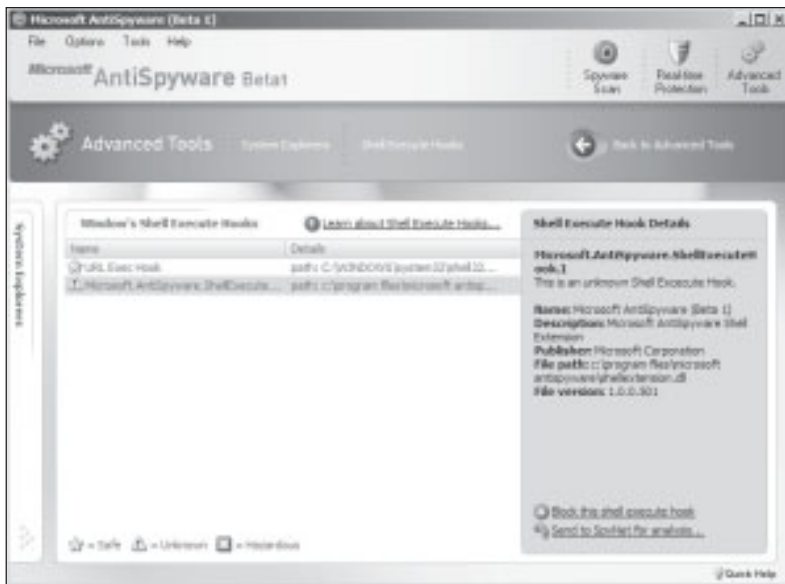 Microsoft AntiSpyware (Beta 1)
File Options Tools Help
Microsoft AntiSpyware Beta1
Spyware Scan
Real-time Protection
Advanced Tools
Advanced Tools System Explorers Shell Execute Hooks Back to Advanced Tools
System Explorers
Window's Shell Execute Hooks Learn about Shell Execute Hooks...
Name Details
URL Exec Hook path: C:\WINDOWS\system32\shell32...
Microsoft.AntiSpyware.ShellExecute... path: c:\program files\microsoft antisp...
Shell Execute Hook Details
Microsoft.AntiSpyware.ShellExecuteH
ook.1
This is an unknown Shell Execute Hook.
Name: Microsoft AntiSpyware (Beta 1)
Description: Microsoft AntiSpyware Shell
Extension
Publisher: Microsoft Corporation
File path: c:\program files\microsoft
antispyware\shellextension.dll
File version: 1.0.0.501
Block this shell execute hook
Send to SpyNet for analysis...
= Safe = Unknown = Hazardous
Quick Help